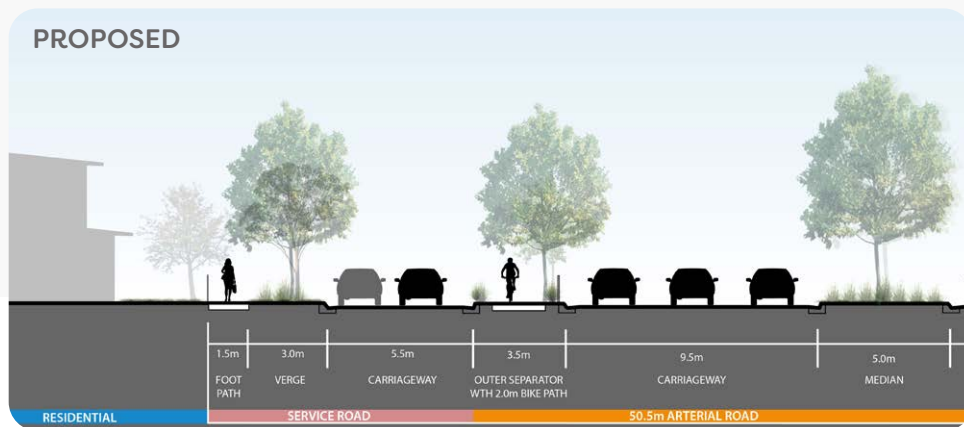 PROPOSED
1.5m
3.0m
5.5m
3.5m
9.5m
5.0m
FOOT
PATH
VERGE
CARRIAGEWAY
OUTER SEPARATOR
WTH 2.0m BIKE PATH
CARRIAGEWAY
MEDIAN
RESIDENTIAL
SERVICE ROAD
50.5m ARTERIAL ROAD